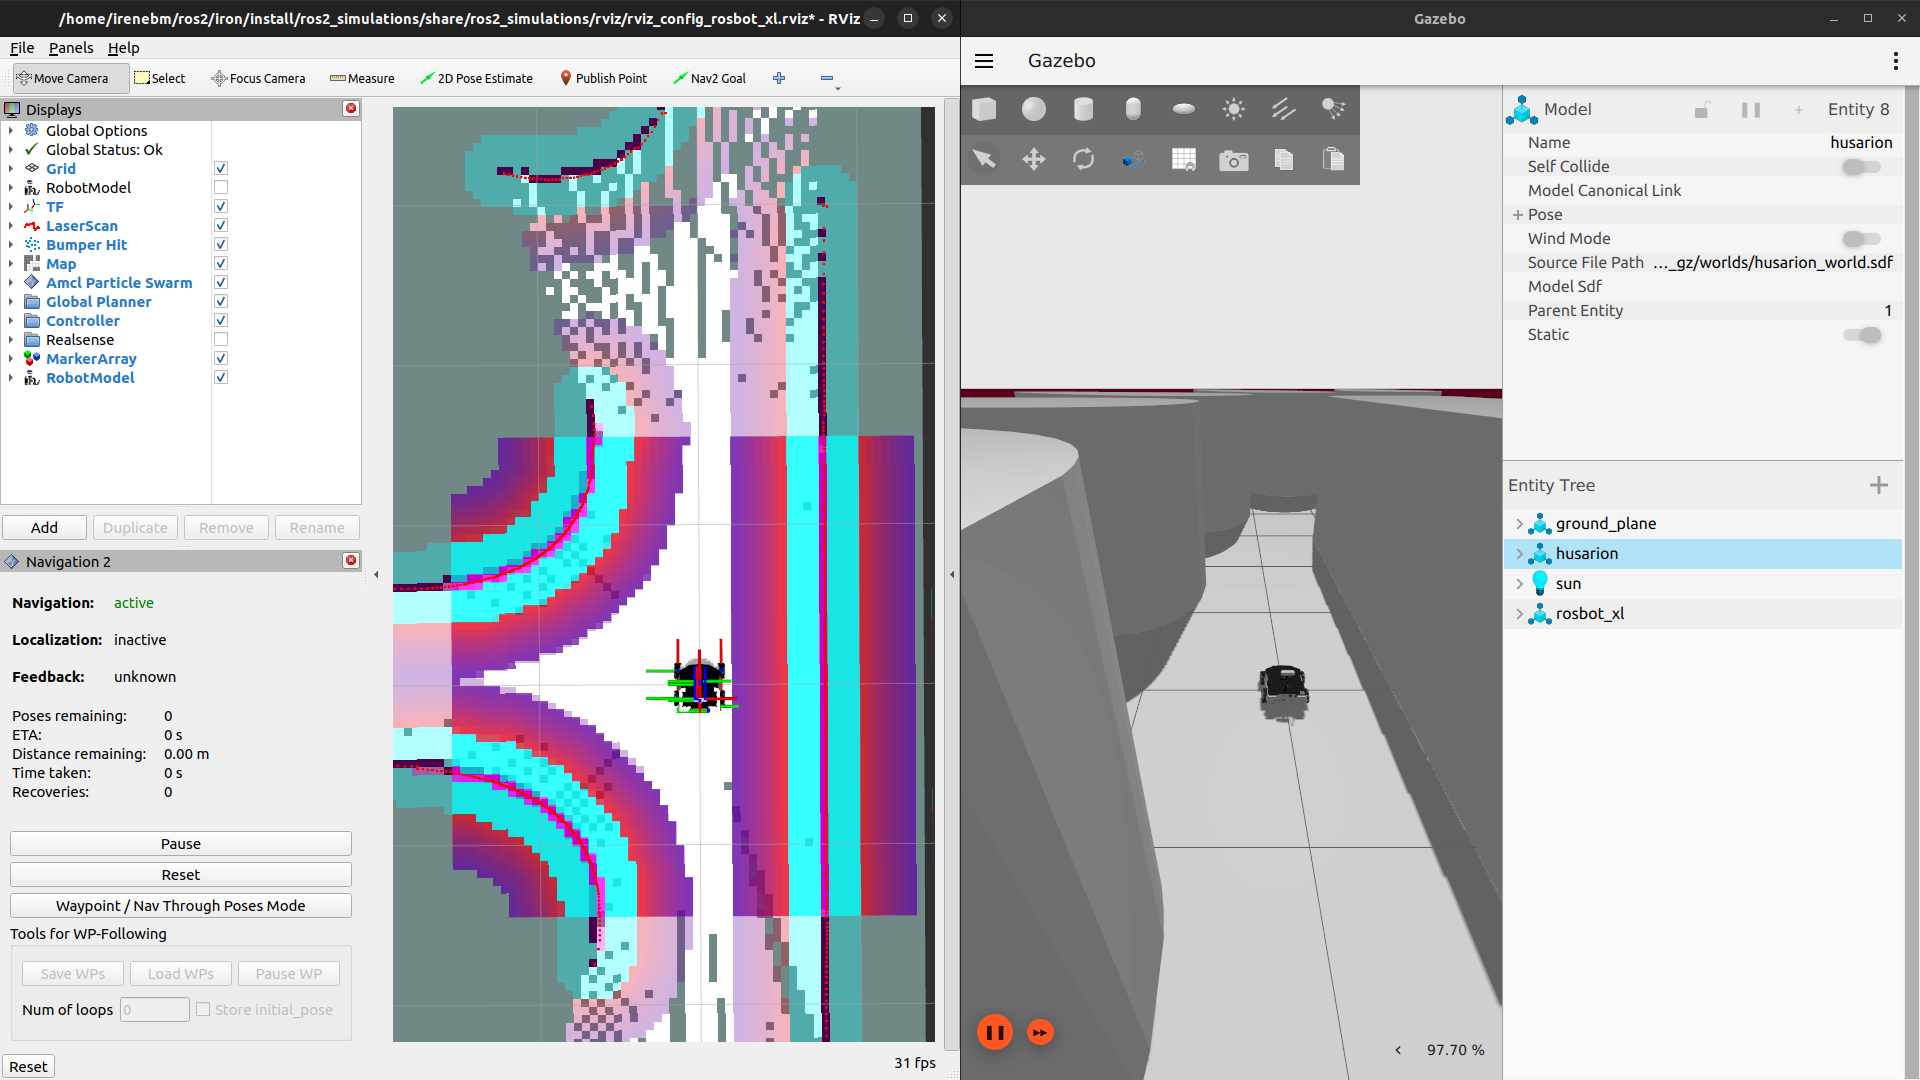 /home/irenebm/ros2/iron/install/ros2_simulations/share/ros2_simulations/rviz/rviz_config_rosbot_xl.rviz* - RViz
File Panels Help
Move Camera Select Focus Camera Measure 2D Pose Estimate Publish Point Nav2 Goal
Displays
Global Options
Global Status: Ok
Grid
RobotModel
TF
LaserScan
Bumper Hit
Map
Amcl Particle Swarm
Global Planner
Controller
Realsense
MarkerArray
RobotModel
Add Duplicate Remove Rename
Navigation 2
Navigation: active
Localization: inactive
Feedback: unknown
Poses remaining: 0
ETA: 0 s
Distance remaining: 0.00 m
Time taken: 0 s
Recoveries: 0
Pause
Reset
Waypoint / Nav Through Poses Mode
Tools for WP-Following
Save WPs Load WPs Pause WP
Num of loops 0 Store initial_pose
Reset
31 fps
Gazebo
Gazebo
Model Entity 8
Name husarion
Self Collide
Model Canonical Link
Pose
Wind Mode
Source File Path ..._gz/worlds/husarion_world.sdf
Model Sdf
Parent Entity 1
Static
Entity Tree
ground_plane
husarion
sun
rosbot_xl
97.70 %